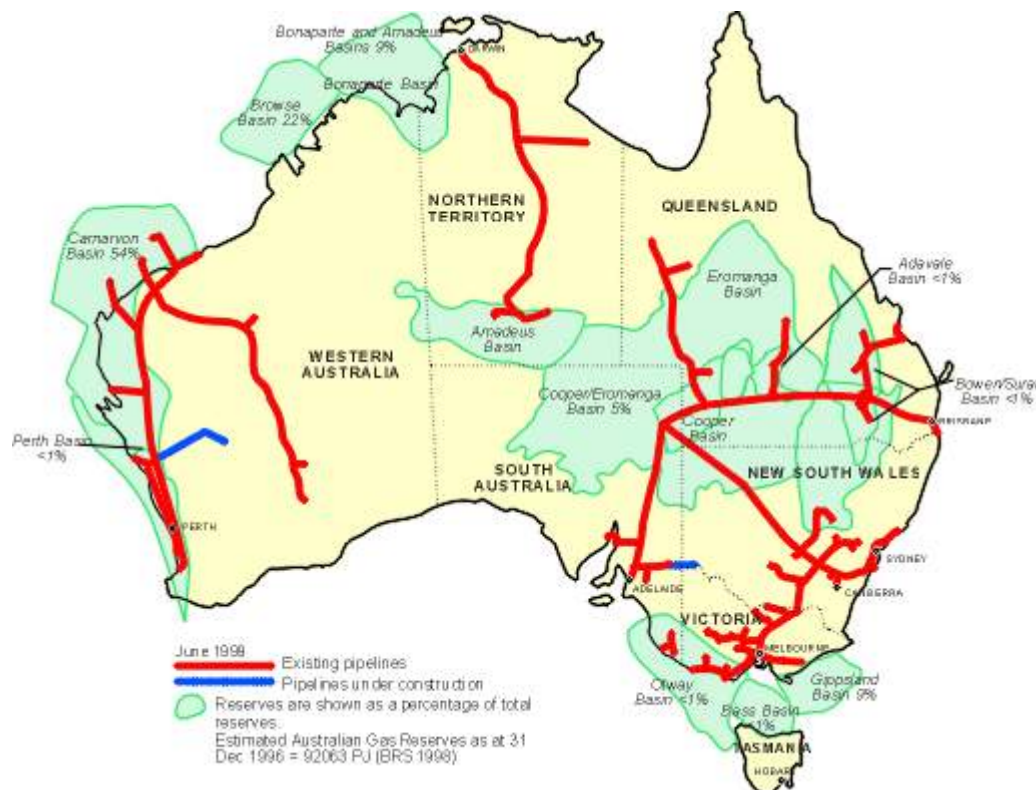 Bonaparte and Amadeus
Basins 9%
DARWIN
Bonaparte Basin
Browse
Basin 22%
NORTHERN
TERRITORY
QUEENSLAND
Carnarvon
Basin 54%
Adavale
Basin <1%
Eromanga
Basin
Amadeus
Basin
WESTERN
AUSTRALIA
Cooper/Eromanga
Basin 5%
Bowen/Surat
Basin <1%
Cooper
Basin
Perth Basin
<1%
SOUTH
AUSTRALIA
NEW SOUTH WALES
PERTH
SYDNEY
ADELAIDE
CANBERRA
VICTORIA
MELBOURNE
June 1998
Existing pipelines
Pipelines under construction
Reserves are shown as a percentage of total
reserves.
Estimated Australian Gas Reserves as at 31
Dec 1996 = 92063 PJ (BRS 1998)
Otway
Basin <1%
Gippsland
Basin 9%
Bass Basin
<1%
TASMANIA
HOBART